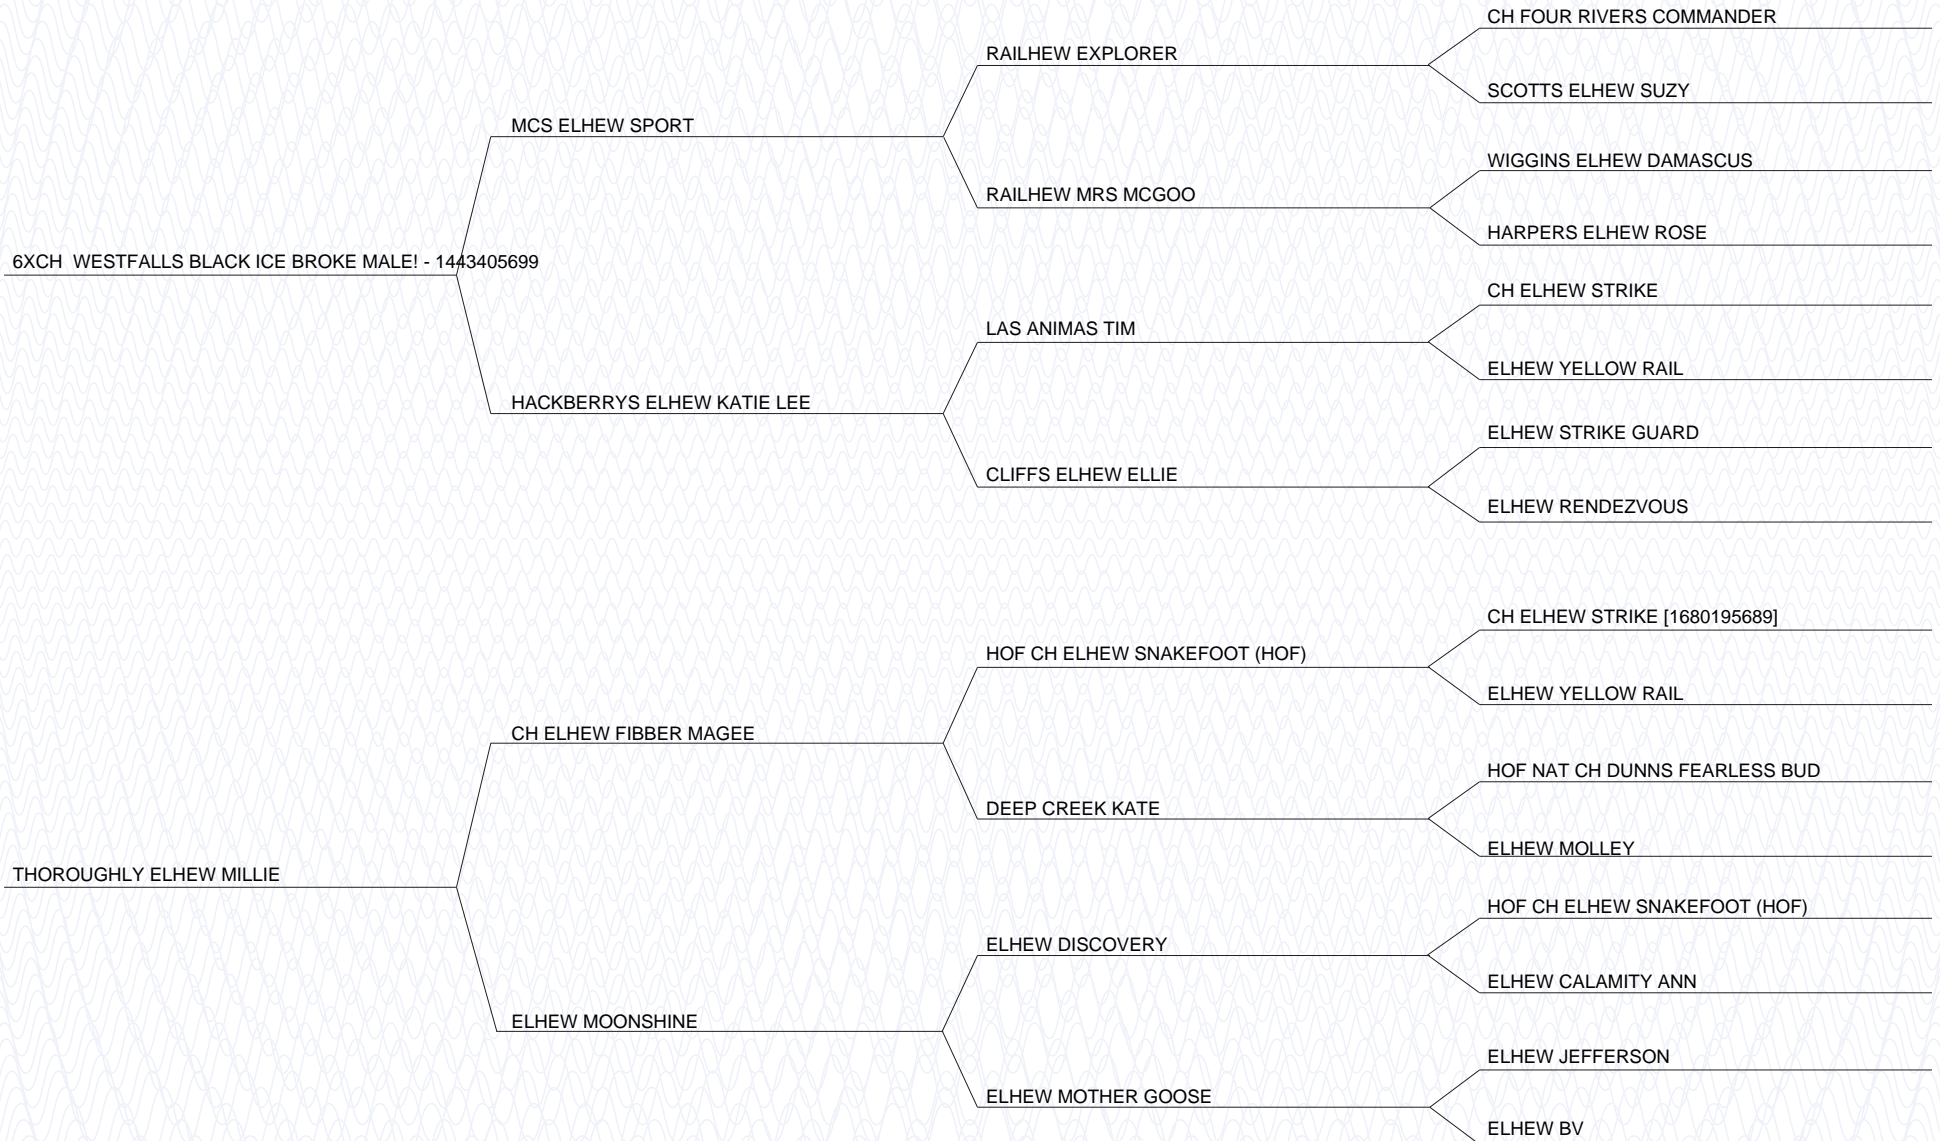 CH FOUR RIVERS COMMANDER
RAILHEW EXPLORER
SCOTTS ELHEW SUZY
MCS ELHEW SPORT
WIGGINS ELHEW DAMASCUS
RAILHEW MRS MCGOO
HARPERS ELHEW ROSE
6XCH  WESTFALLS BLACK ICE BROKE MALE! - 1443405699
CH ELHEW STRIKE
LAS ANIMAS TIM
ELHEW YELLOW RAIL
HACKBERRYS ELHEW KATIE LEE
ELHEW STRIKE GUARD
CLIFFS ELHEW ELLIE
ELHEW RENDEZVOUS
CH ELHEW STRIKE [1680195689]
HOF CH ELHEW SNAKEFOOT (HOF)
ELHEW YELLOW RAIL
CH ELHEW FIBBER MAGEE
HOF NAT CH DUNNS FEARLESS BUD
DEEP CREEK KATE
ELHEW MOLLEY
THOROUGHLY ELHEW MILLIE
HOF CH ELHEW SNAKEFOOT (HOF)
ELHEW DISCOVERY
ELHEW CALAMITY ANN
ELHEW MOONSHINE
ELHEW JEFFERSON
ELHEW MOTHER GOOSE
ELHEW BV